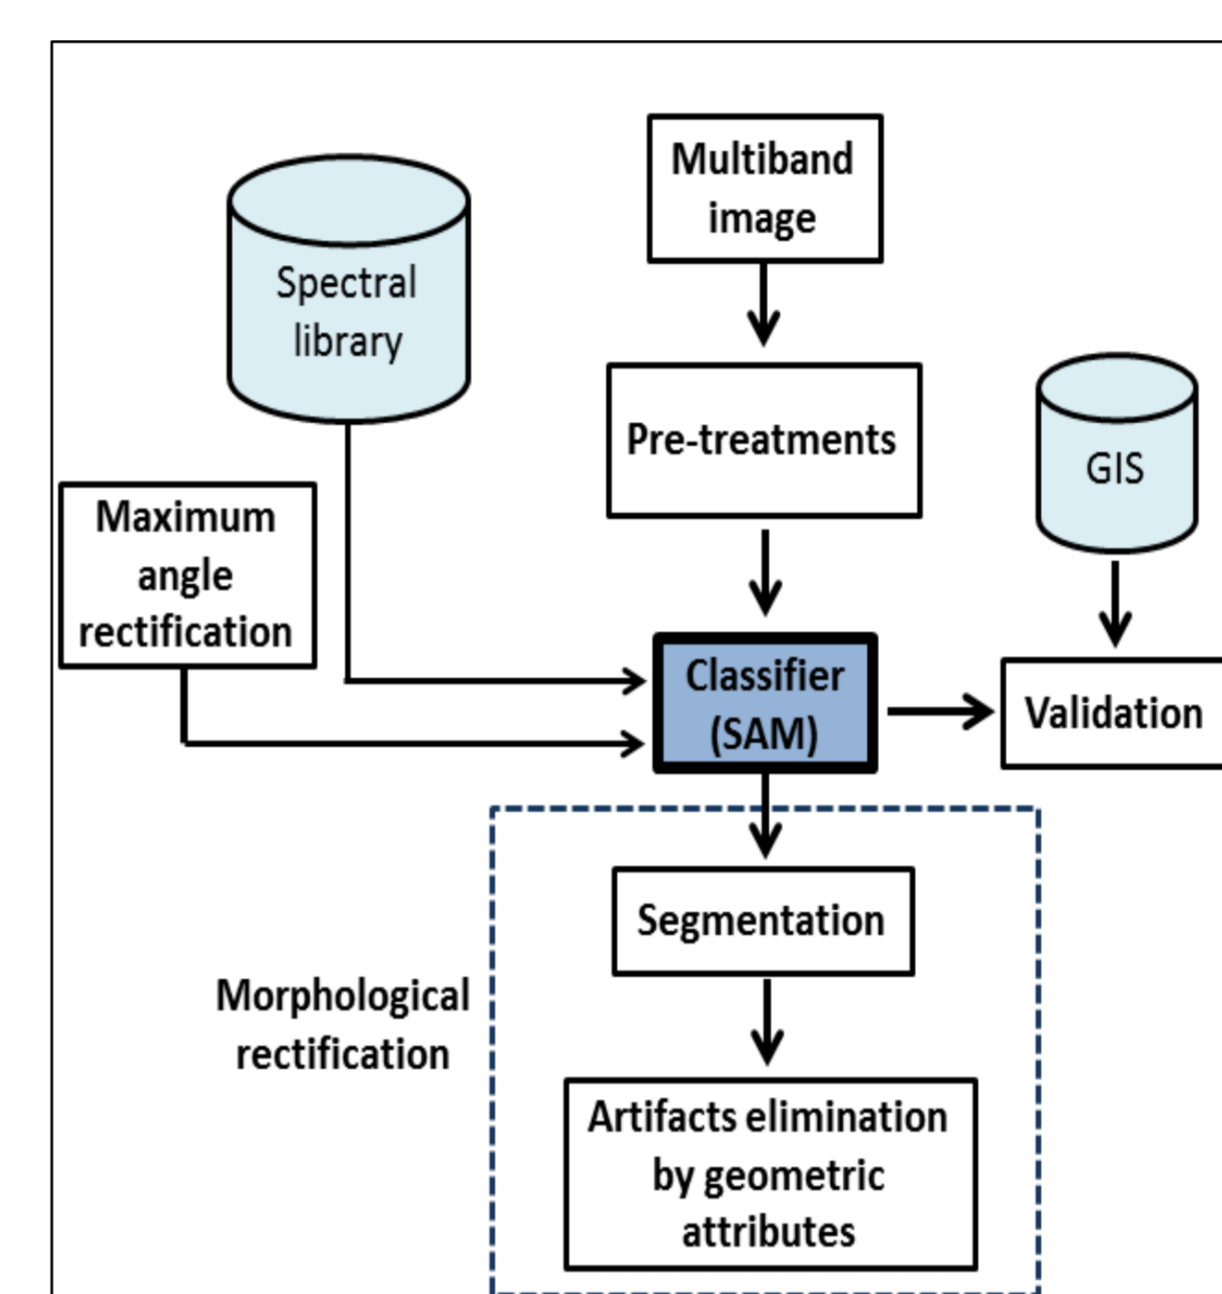 Multiband
image
Spectral
library
Pre-treatments
GIS
Maximum
angle
rectification
Classifier
(SAM)
Validation
Segmentation
Morphological
rectification
Artifacts elimination
by geometric
attributes